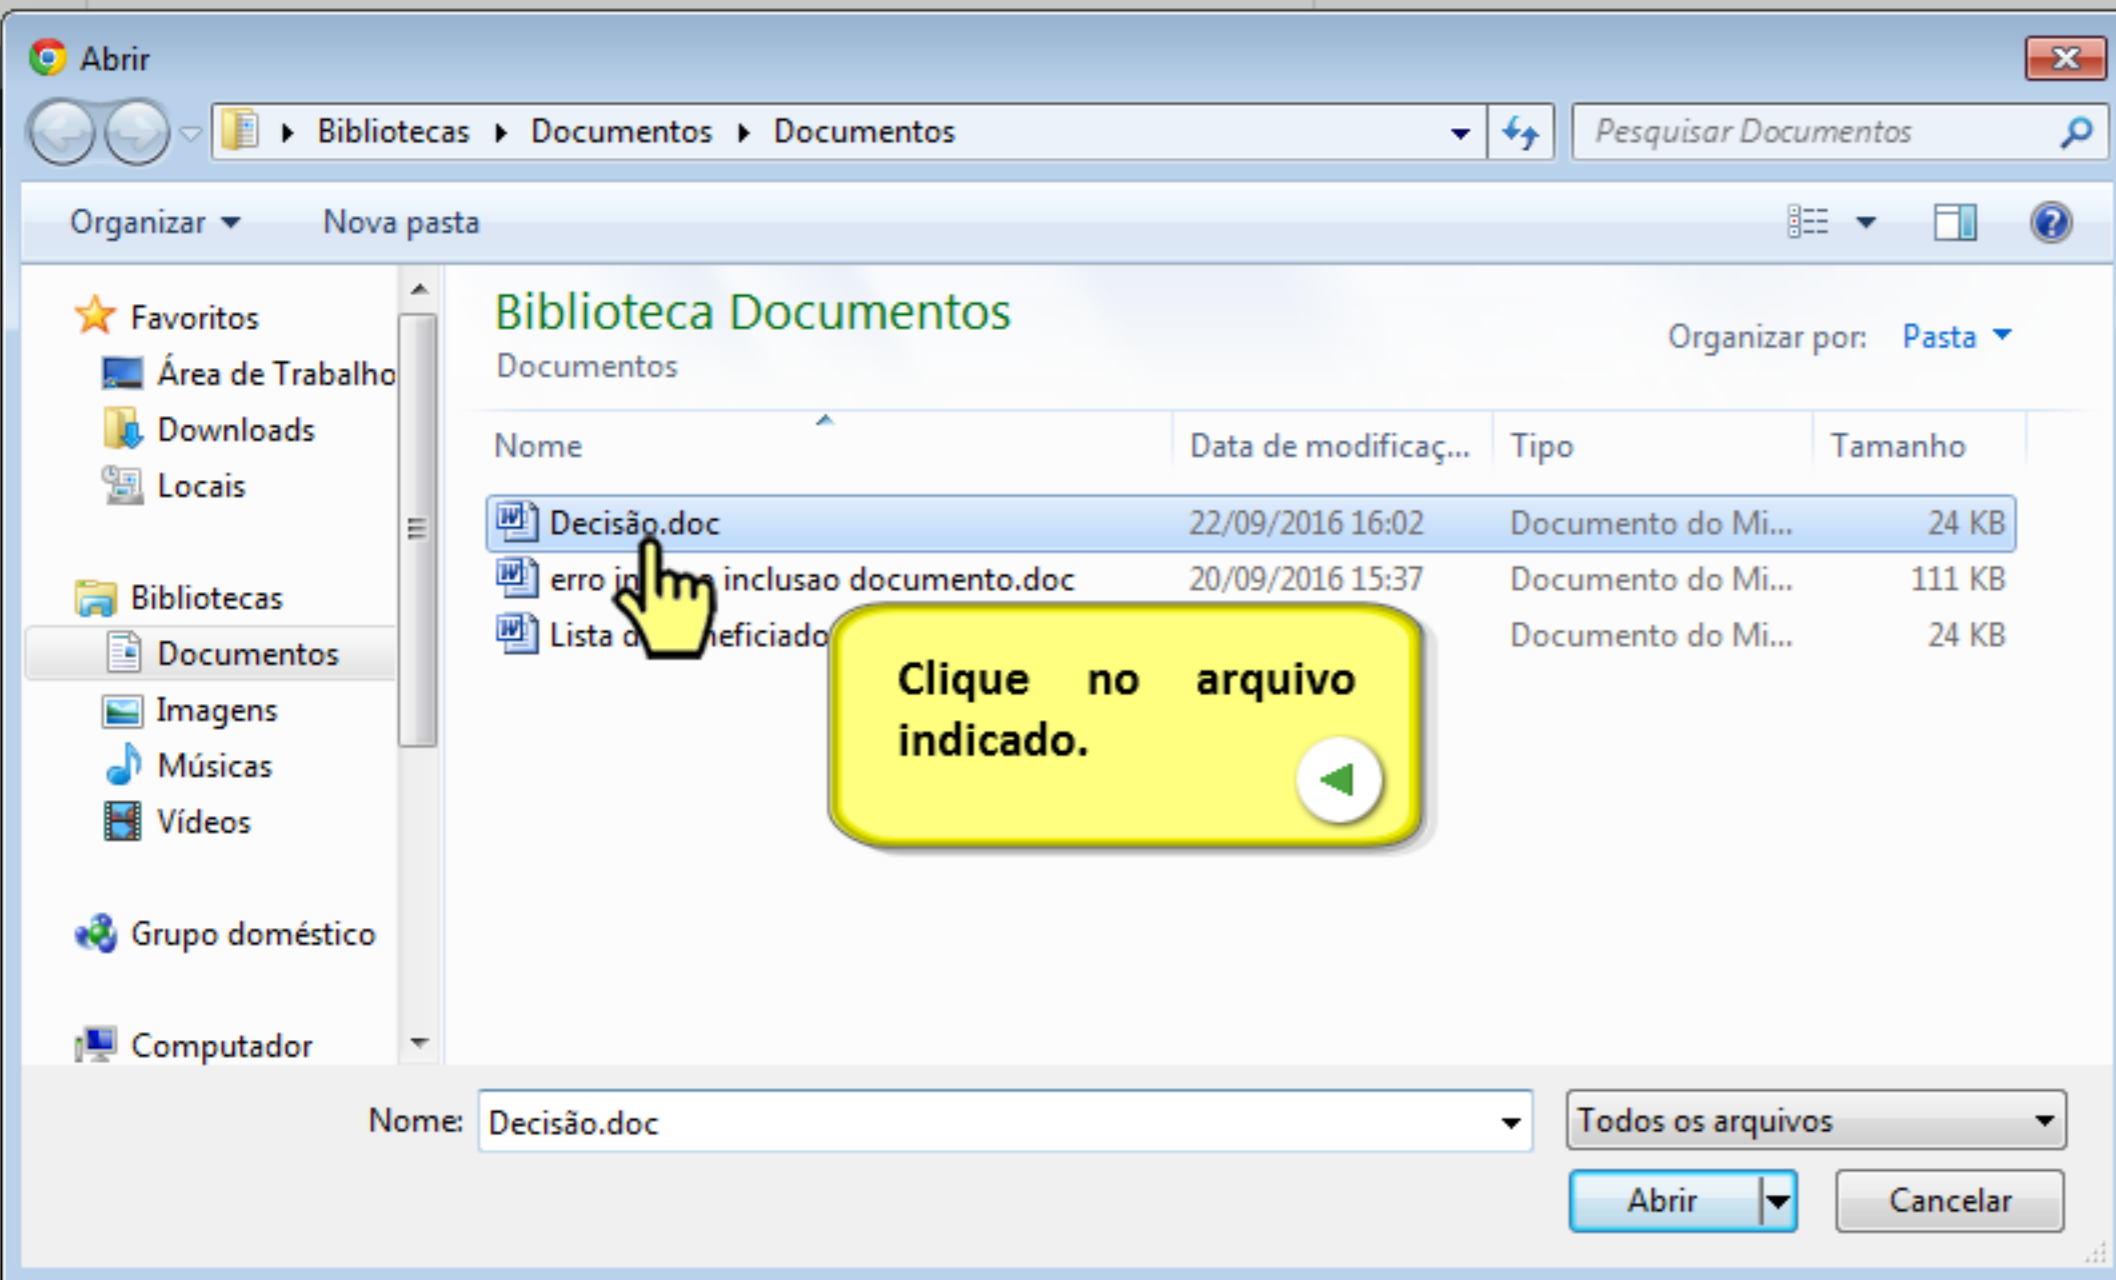 Abrir
Bibliotecas Documentos Documentos
Pesquisar Documentos
Organizar Nova pasta
Favoritos
Área de Trabalho
Downloads
Locais
Bibliotecas
Documentos
Imagens
Músicas
Vídeos
Grupo doméstico
Computador
Biblioteca Documentos
Documentos
Organizar por: Pasta
Nome Data de modificaç... Tipo Tamanho
Decisão.doc 22/09/2016 16:02 Documento do Mi... 24 KB
erro inclusao documento.doc 20/09/2016 15:37 Documento do Mi... 111 KB
Lista Documento do Mi... 24 KB
Clique no arquivo
indicado.
Nome: Decisão.doc Todos os arquivos
Abrir Cancelar